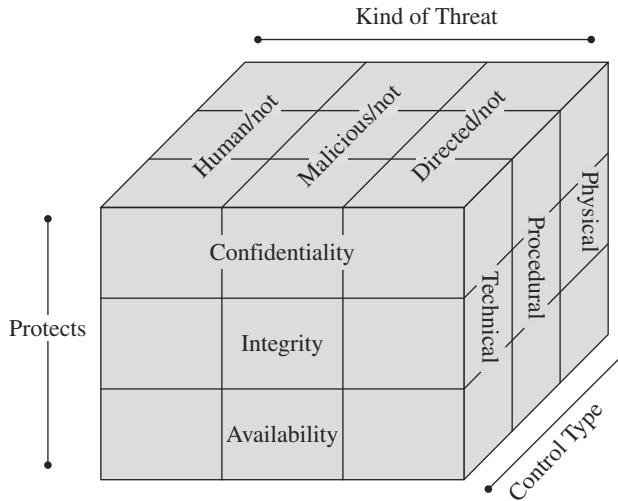 Kind of Threat
Human/not
Malicious/not
Directed/not
Physical
Procedural
Technical
Confidentiality
Integrity
Availability
Protects
Control Type